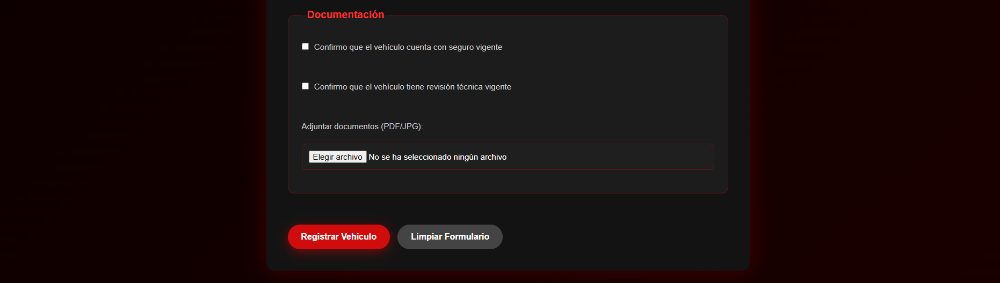 Documentación
Confirmo que el vehículo cuenta con seguro vigente
Confirmo que el vehículo tiene revisión técnica vigente
Adjuntar documentos (PDF/JPG):
Elegir archivo No se ha seleccionado ningún archivo
Registrar Vehículo Limpiar Formulario